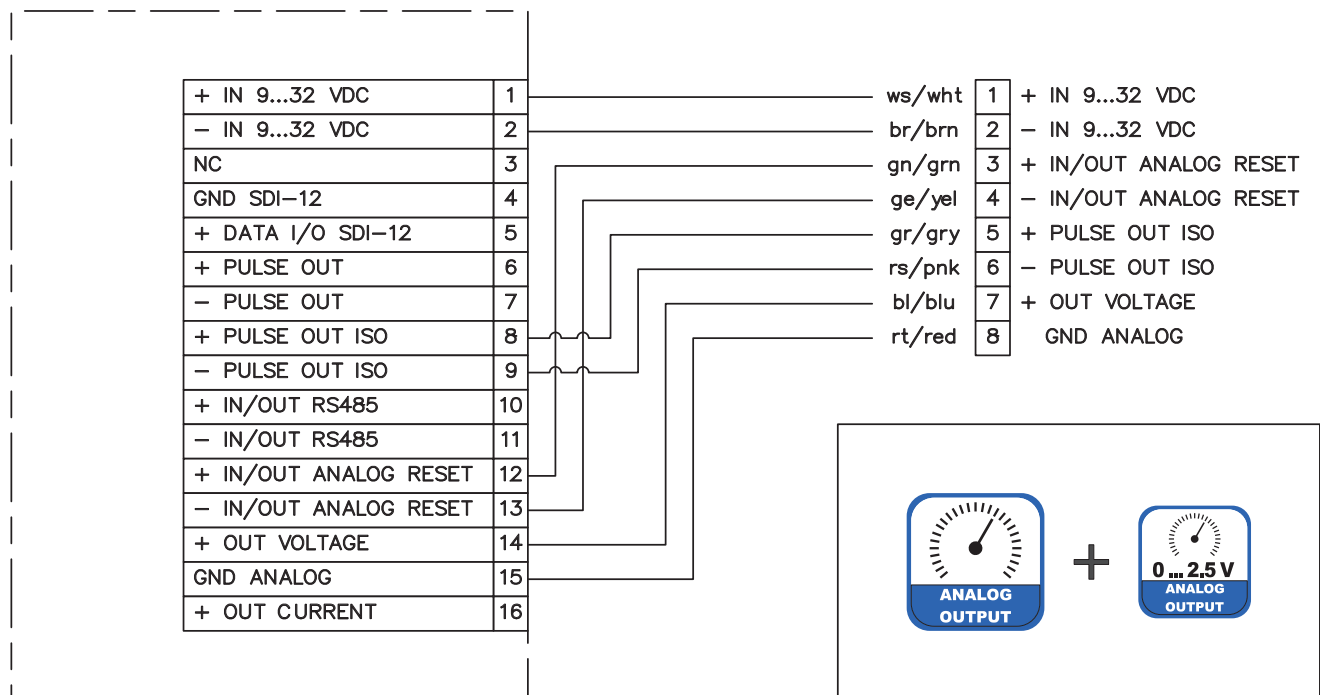 + IN 9...32 VDC 1
− IN 9...32 VDC 2
NC 3
GND SDI−12 4
+ DATA I/O SDI−12 5
+ PULSE OUT 6
− PULSE OUT 7
+ PULSE OUT ISO 8
− PULSE OUT ISO 9
+ IN/OUT RS485 10
− IN/OUT RS485 11
+ IN/OUT ANALOG RESET 12
− IN/OUT ANALOG RESET 13
+ OUT VOLTAGE 14
GND ANALOG 15
+ OUT CURRENT 16
ws/wht 1 + IN 9...32 VDC
br/brn 2 − IN 9...32 VDC
gn/grn 3 + IN/OUT ANALOG RESET
ge/yel 4 − IN/OUT ANALOG RESET
gr/gry 5 + PULSE OUT ISO
rs/pnk 6 − PULSE OUT ISO
bl/blu 7 + OUT VOLTAGE
rt/red 8 GND ANALOG
ANALOG
OUTPUT
+
0 ... 2.5 V
ANALOG
OUTPUT